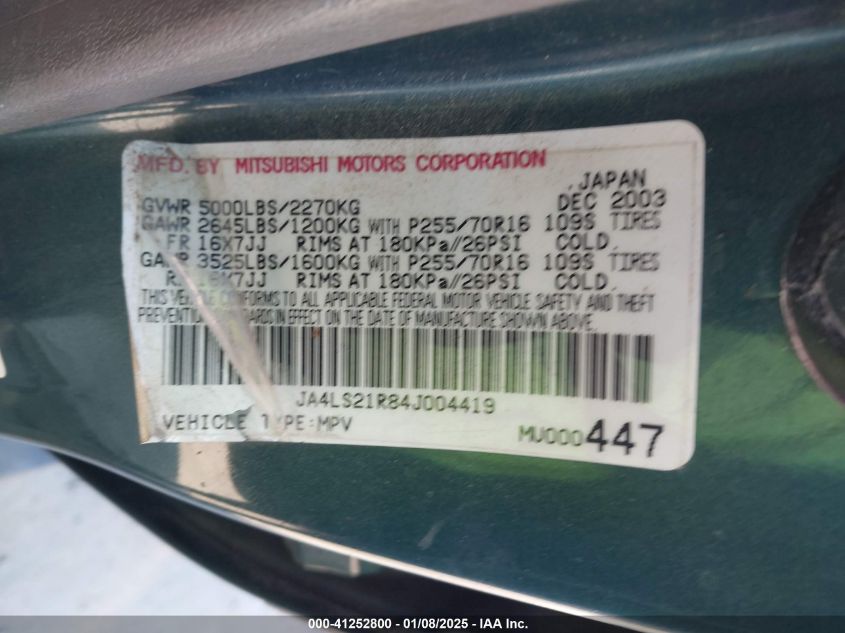 MFD. BY MITSUBISHI MOTORS CORPORATION
JAPAN
GVWR 5000LBS/2270KG DEC 2003
GAWR 2645LBS/1200KG WITH P255/70R16 109S TIRES
FR 16X7JJ RIMS AT 180KPa//26PSI COLD.
GAWR 3525LBS/1600KG WITH P255/70R16 109S TIRES
R. 16X7JJ RIMS AT 180KPa//26PSI COLD.
THIS VEHICLE CONFORMS TO ALL APPLICABLE FEDERAL MOTOR VEHICLE SAFETY AND THEFT
PREVENTION STANDARDS IN EFFECT ON THE DATE OF MANUFACTURE SHOWN ABOVE.
JA4LS21R84J004419
VEHICLE TYPE:MPV MU000447
000-41252800 - 01/08/2025 - IAA Inc.